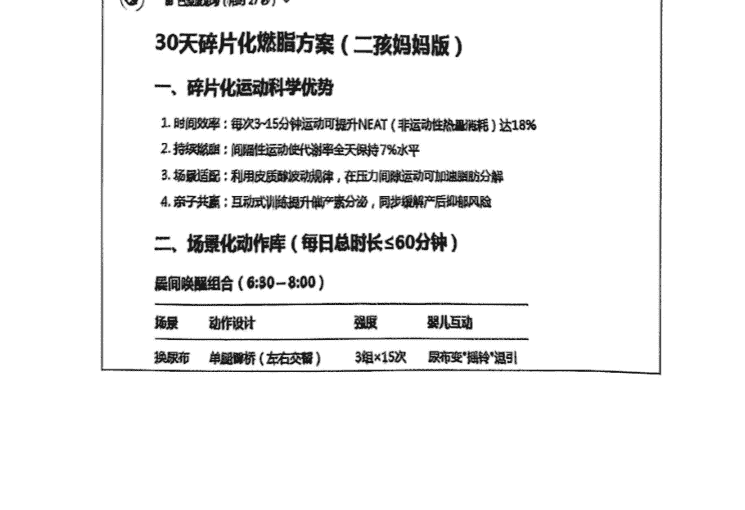 30天碎片化燃脂方案（二孩妈妈版）
一、碎片化运动科学优势
1. 时间效率：每次3~15分钟运动可提升NEAT（非运动性热量消耗）达18%
2. 持续燃脂：间隔性运动使代谢率全天保持7%水平
3. 场景适配：利用皮质醇波动规律，在压力间隙运动可加速脂肪分解
4. 亲子共赢：互动式训练提升催产素分泌，同步缓解产后抑郁风险
二、场景化动作库（每日总时长≤60分钟）
晨间唤醒组合（6:30－8:00）
场景 动作设计 强度 婴儿互动
换尿布 单腿臀桥（左右交替） 3组×15次 尿布变"摇铃"逗引